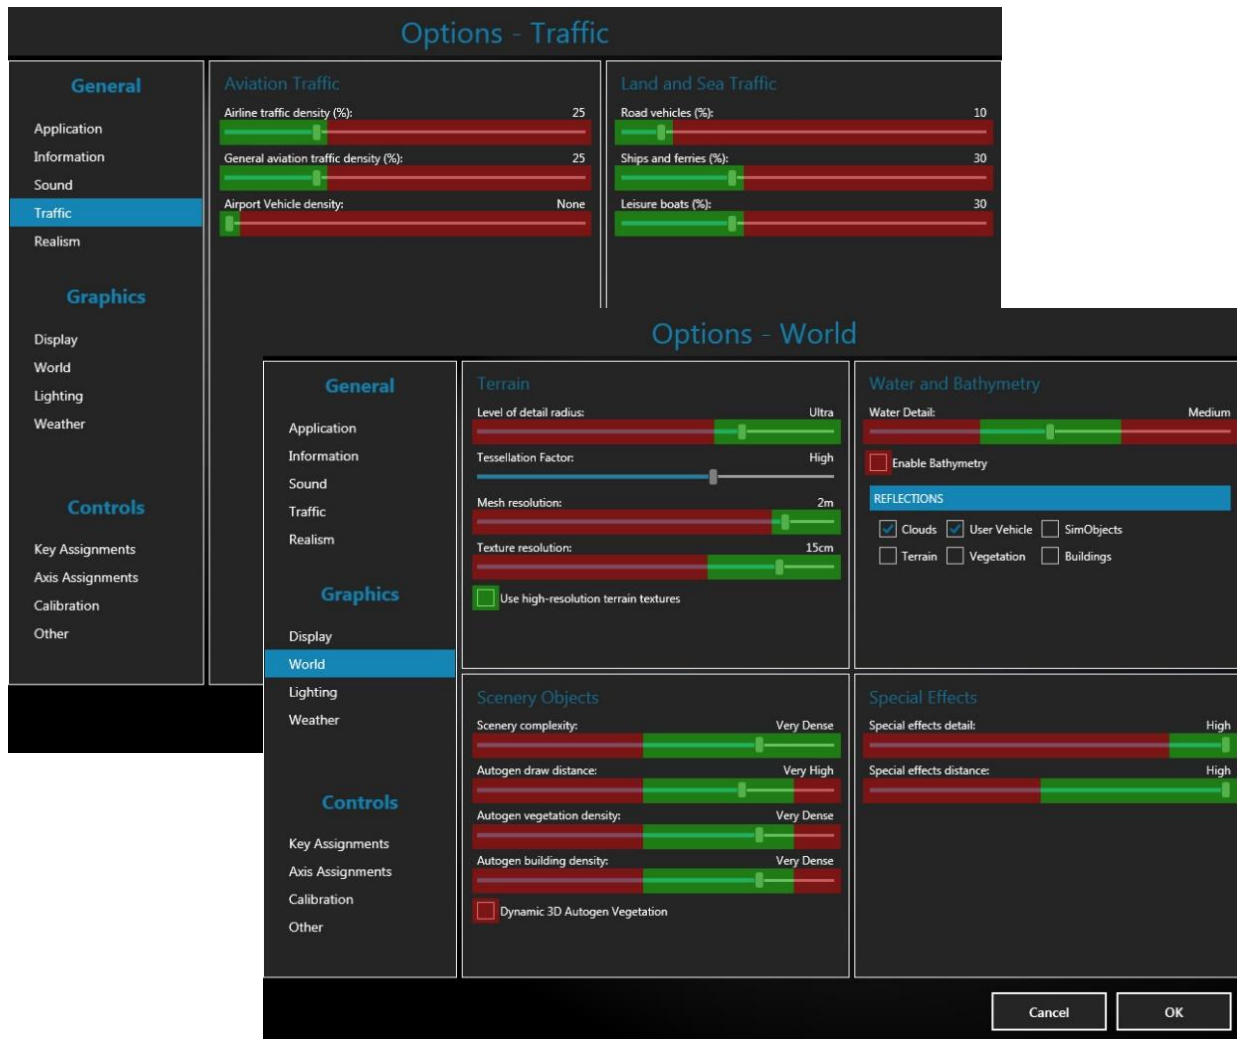 Options - Traffic
General
Application
Information
Sound
Traffic
Realism
Graphics
Display
World
Lighting
Weather
Controls
Key Assignments
Axis Assignments
Calibration
Other
Aviation Traffic
Airline traffic density (%): 25
General aviation traffic density (%): 25
Airport Vehicle density: None
Land and Sea Traffic
Road vehicles (%): 10
Ships and ferries (%): 30
Leisure boats (%): 30
Options - World
General
Application
Information
Sound
Traffic
Realism
Graphics
Display
World
Lighting
Weather
Controls
Key Assignments
Axis Assignments
Calibration
Other
Terrain
Level of detail radius: Ultra
Tessellation Factor: High
Mesh resolution: 2m
Texture resolution: 15cm
Use high-resolution terrain textures
Water and Bathymetry
Water Detail: Medium
Enable Bathymetry
REFLECTIONS
Clouds User Vehicle SimObjects
Terrain Vegetation Buildings
Scenery Objects
Scenery complexity: Very Dense
Autogen draw distance: Very High
Autogen vegetation density: Very Dense
Autogen building density: Very Dense
Dynamic 3D Autogen Vegetation
Special Effects
Special effects detail: High
Special effects distance: High
Cancel OK